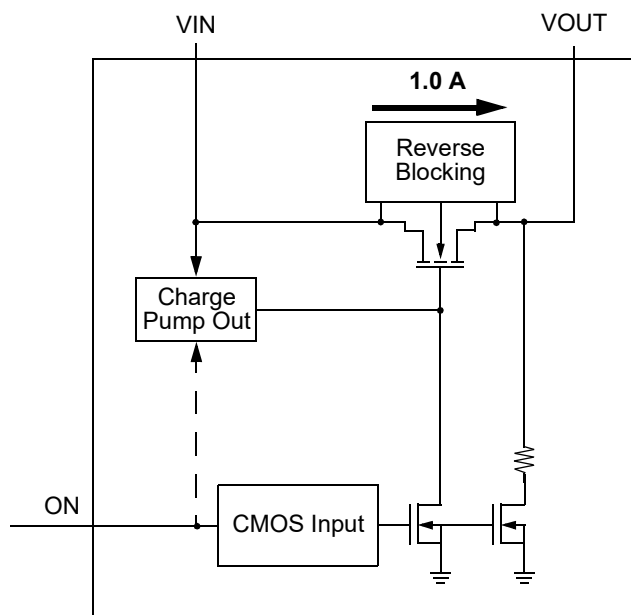 VIN
VOUT
1.0 A
Reverse
Blocking
Charge
Pump Out
ON
CMOS Input